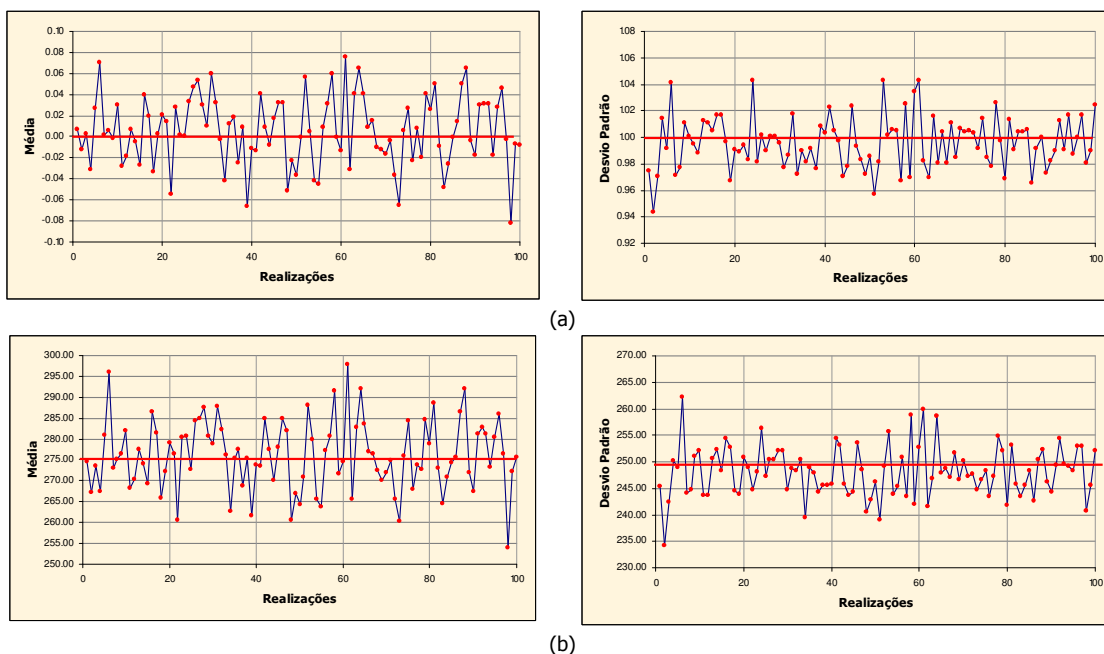 0.10
0.08
0.06
0.04
0.02
0.00
-0.02
-0.04
-0.06
-0.08
-0.10
Média
0 20 40 60 80 100
Realizações
1.08
1.06
1.04
1.02
1.00
0.98
0.96
0.94
0.92
Desvio Padrão
0 20 40 60 80 100
Realizações
(a)
300.00
295.00
290.00
285.00
280.00
275.00
270.00
265.00
260.00
255.00
250.00
Média
0 20 40 60 80 100
Realizações
270.00
265.00
260.00
255.00
250.00
245.00
240.00
235.00
230.00
Desvio Padrão
0 20 40 60 80 100
Realizações
(b)